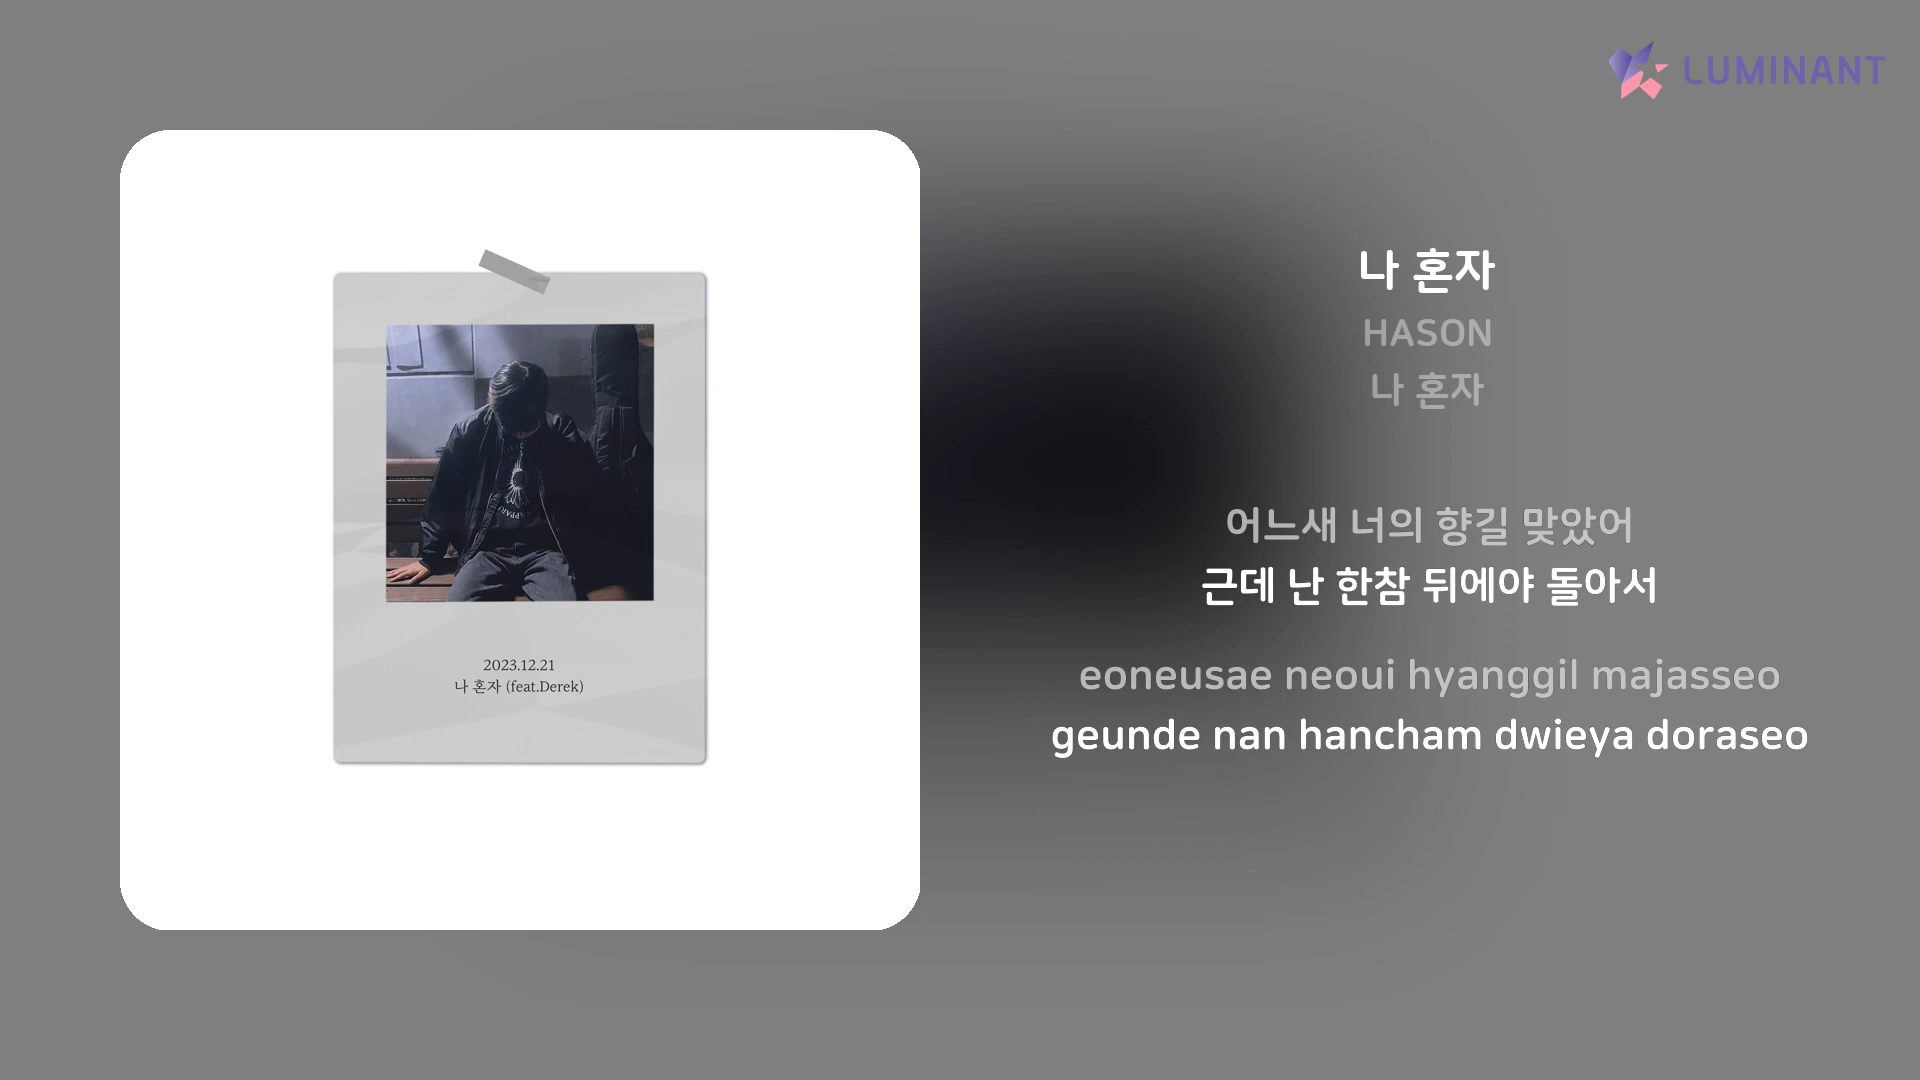 LUMINANT
2023.12.21
나 혼자 (feat.Derek)
나 혼자
HASON
나 혼자
어느새 너의 향길 맞았어
근데 난 한참 뒤에야 돌아서
eoneusae neoui hyanggil majasseo
geunde nan hancham dwieya doraseo